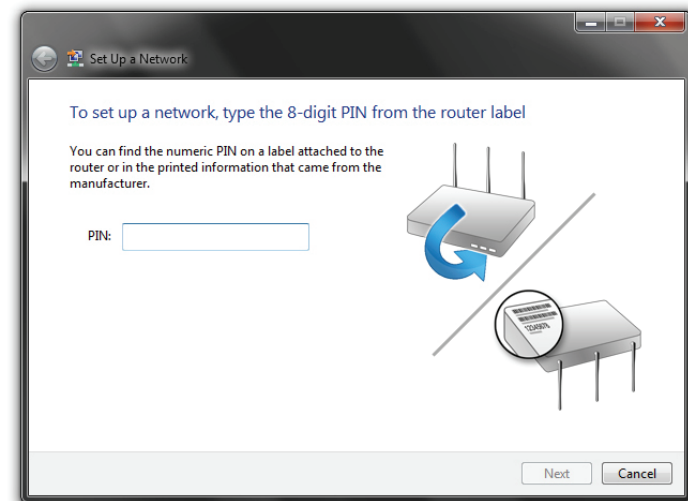 Set Up a Network
To set up a network, type the 8-digit PIN from the router label
You can find the numeric PIN on a label attached to the
router or in the printed information that came from the
manufacturer.
PIN:
12345678
Next
Cancel